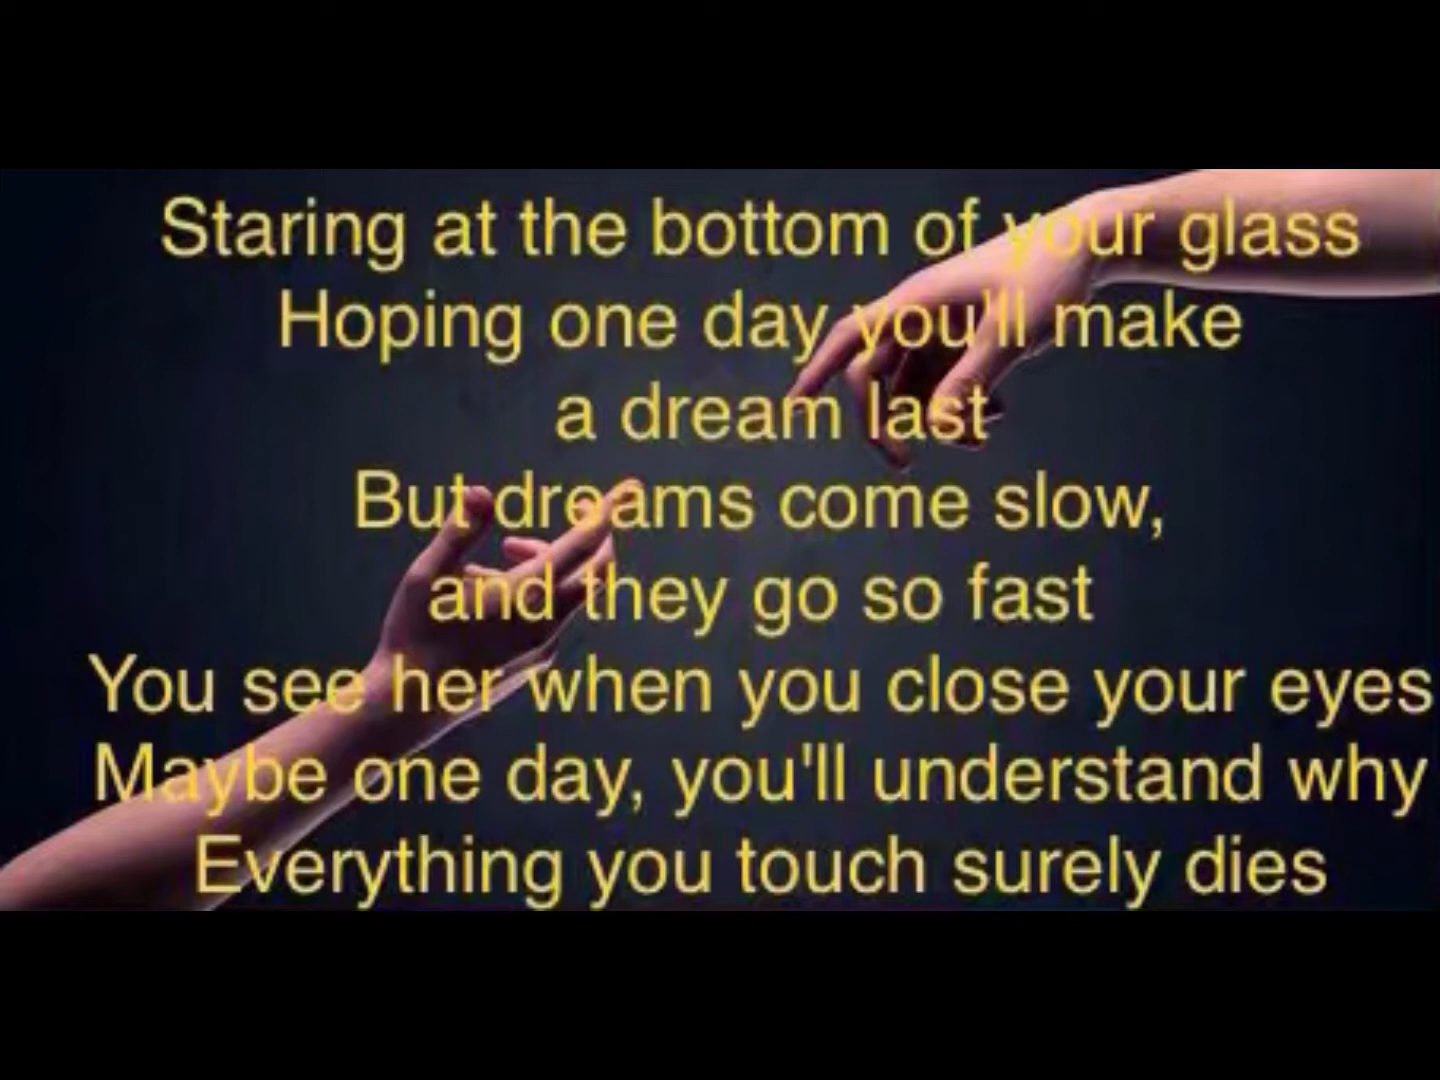 Staring at the bottom of your glass
Hoping one day you'll make
a dream last
But dreams come slow,
and they go so fast
You see her when you close your eyes
Maybe one day, you'll understand why
Everything you touch surely dies